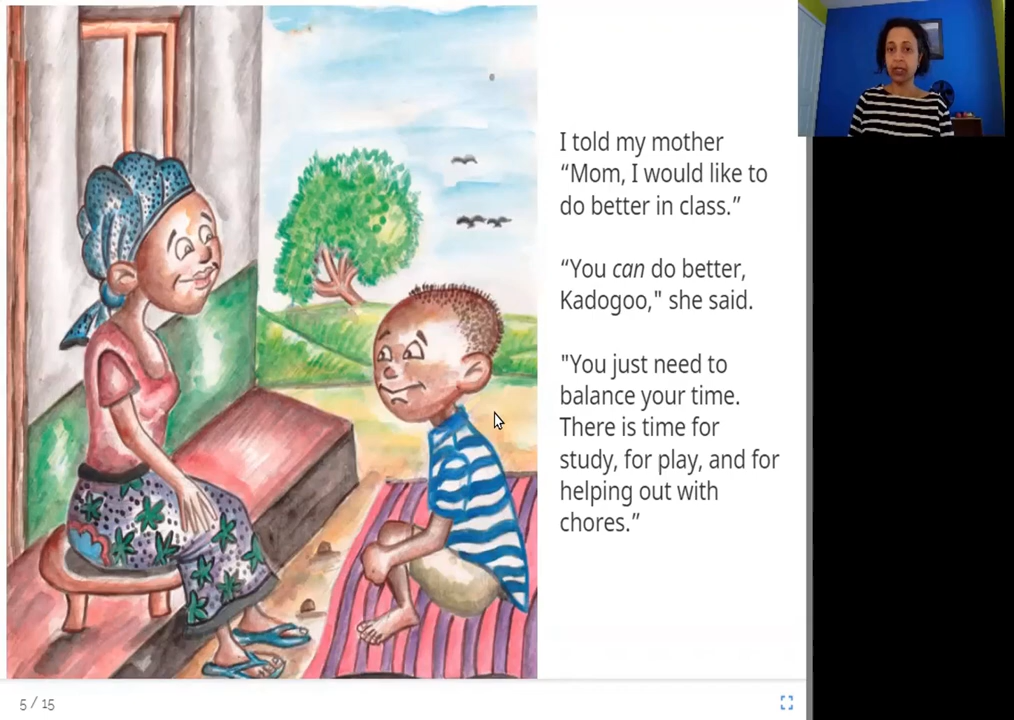 I told my mother
“Mom, I would like to
do better in class.”
“You can do better,
Kadogoo," she said.
"You just need to
balance your time.
There is time for
study, for play, and for
helping out with
chores.”
5 / 15